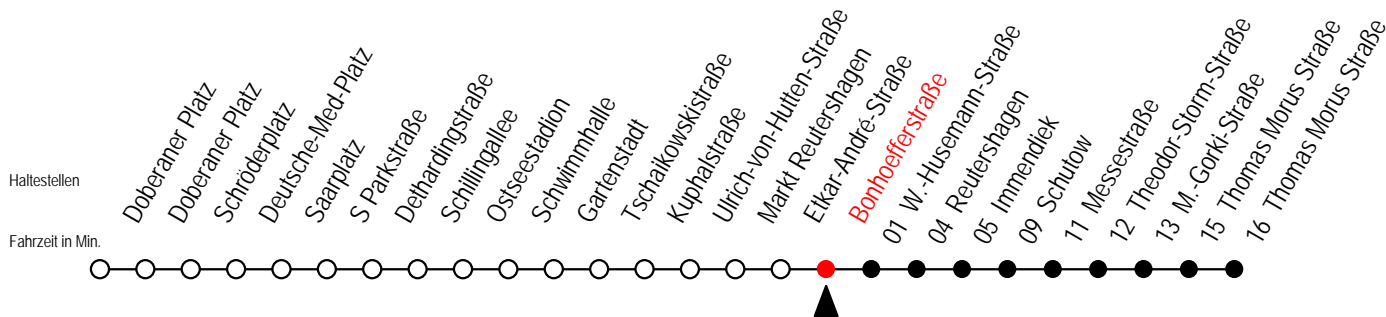 Haltestellen
Fahrzeit in Min.
Doberaner Platz
Doberaner Platz
Schröderplatz
Deutsche-Med-Platz
Saarplatz
S Parkstraße
Dethardingstraße
Schillingallee
Ostseestadion
Schwimmhalle
Gartenstadt
Tschaikowskistraße
Kuphalstraße
Ulrich-von-Hutten-Straße
Markt Reutershagen
Etkar-André-Straße
Bonhoefferstraße
01 W.-Husemann-Straße
04 Reutershagen
05 Immendiek
09 Schutow
11 Messestraße
12 Theodor-Storm-Straße
13 M.-Gorki-Straße
15 Thomas Morus Straße
16 Thomas Morus Straße